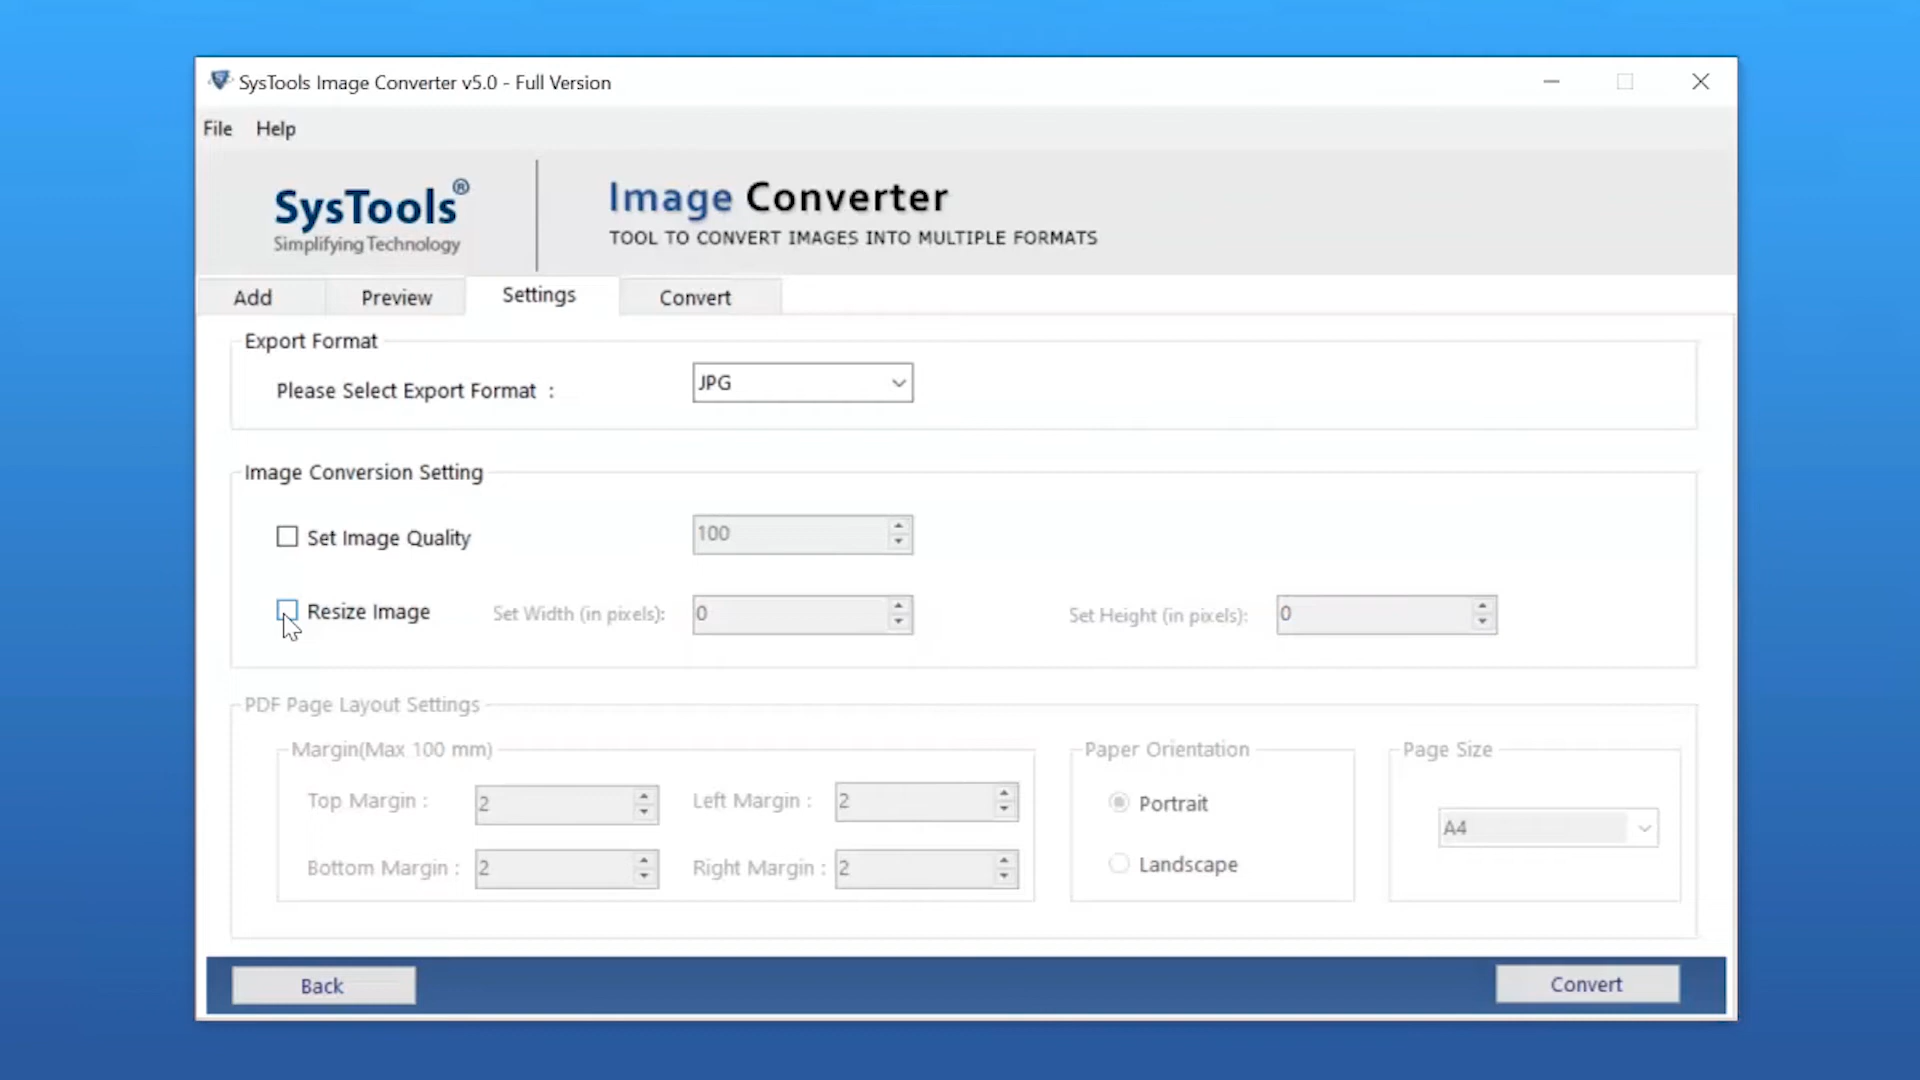 SysTools Image Converter v5.0 - Full Version
File Help
SysTools®
Simplifying Technology
Image Converter
TOOL TO CONVERT IMAGES INTO MULTIPLE FORMATS
Add Preview Settings Convert
Export Format
Please Select Export Format : JPG
Image Conversion Setting
Set Image Quality 100
Resize Image Set Width (in pixels): 0 Set Height (in pixels): 0
PDF Page Layout Settings
Margin(Max 100 mm) Paper Orientation Page Size
Top Margin : 2 Left Margin : 2 Portrait A4
Bottom Margin : 2 Right Margin : 2 Landscape
Back Convert